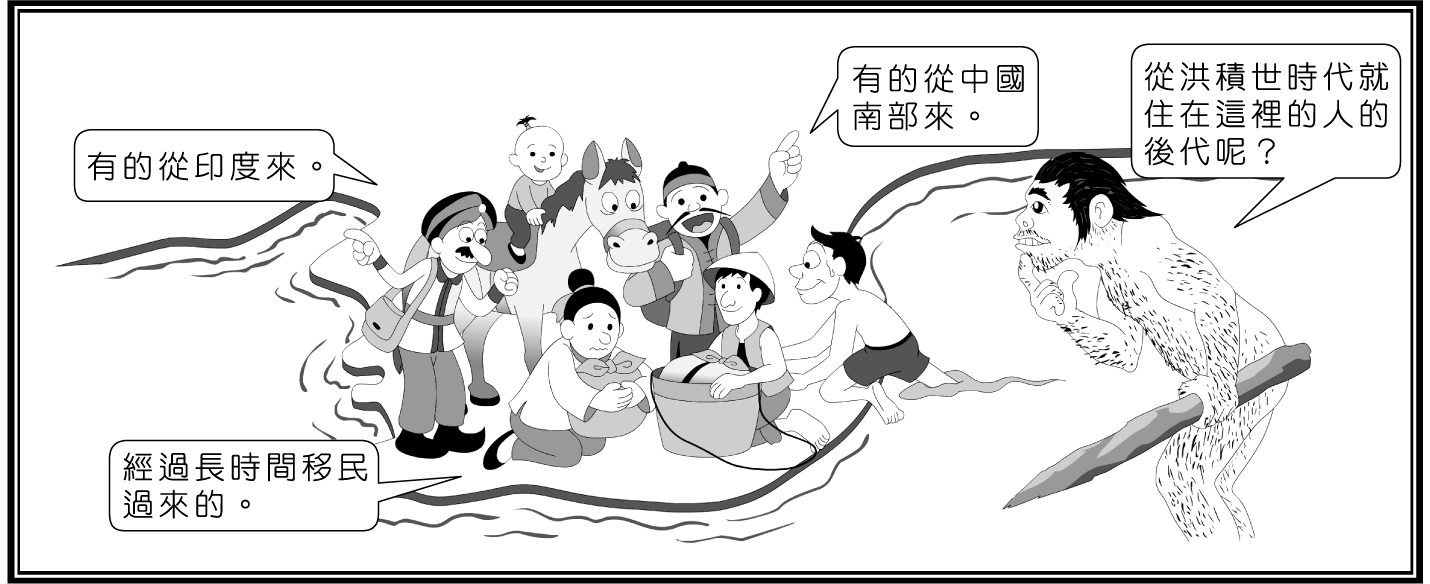 有的從印度來。
有的從中國
南部來。
從洪積世時代就
住在這裡的人的
後代呢？
經過長時間移民
過來的。